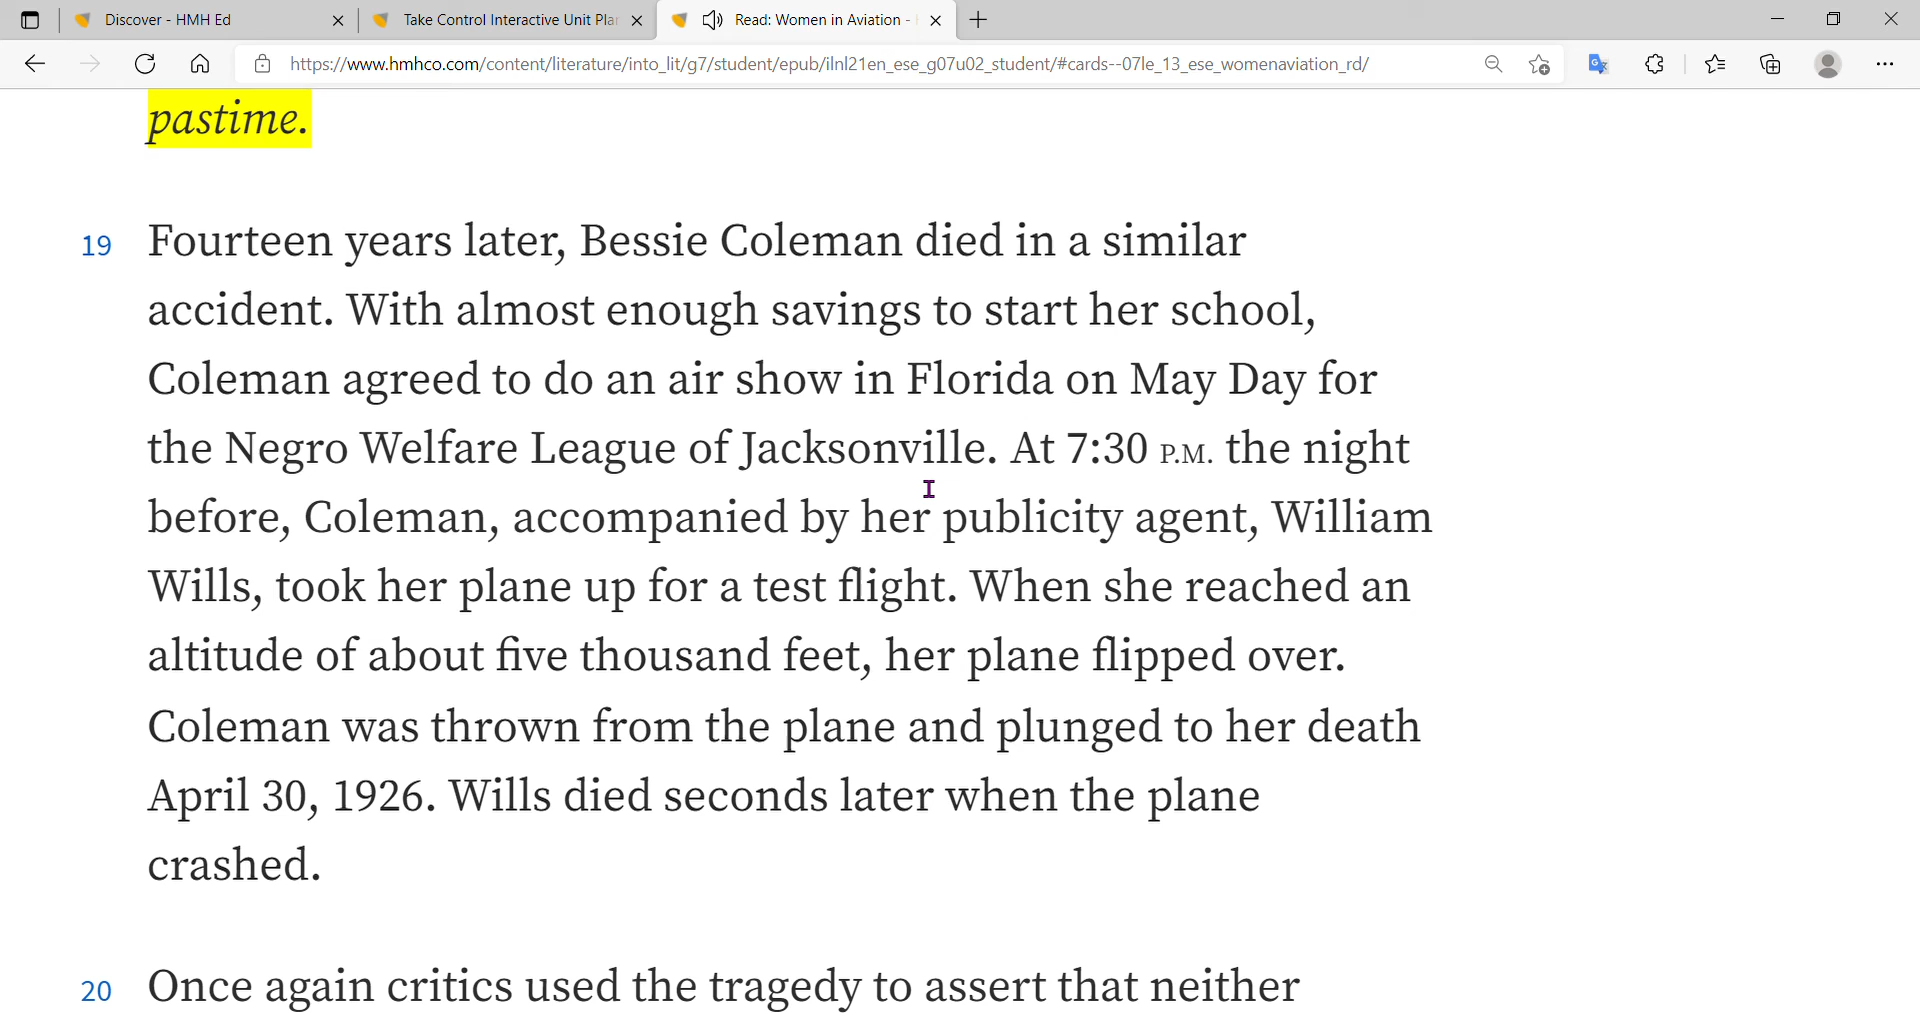 Discover - HMH Ed
Take Control Interactive Unit Pla
Read: Women in Aviation -
https://www.hmhco.com/content/literature/into_lit/g7/student/epub/ilnl21en_ese_g07u02_student/#cards--07le_13_ese_womenaviation_rd/
pastime.
19 Fourteen years later, Bessie Coleman died in a similar
accident. With almost enough savings to start her school,
Coleman agreed to do an air show in Florida on May Day for
the Negro Welfare League of Jacksonville. At 7:30 P.M. the night
before, Coleman, accompanied by her publicity agent, William
Wills, took her plane up for a test flight. When she reached an
altitude of about five thousand feet, her plane flipped over.
Coleman was thrown from the plane and plunged to her death
April 30, 1926. Wills died seconds later when the plane
crashed.
20 Once again critics used the tragedy to assert that neither